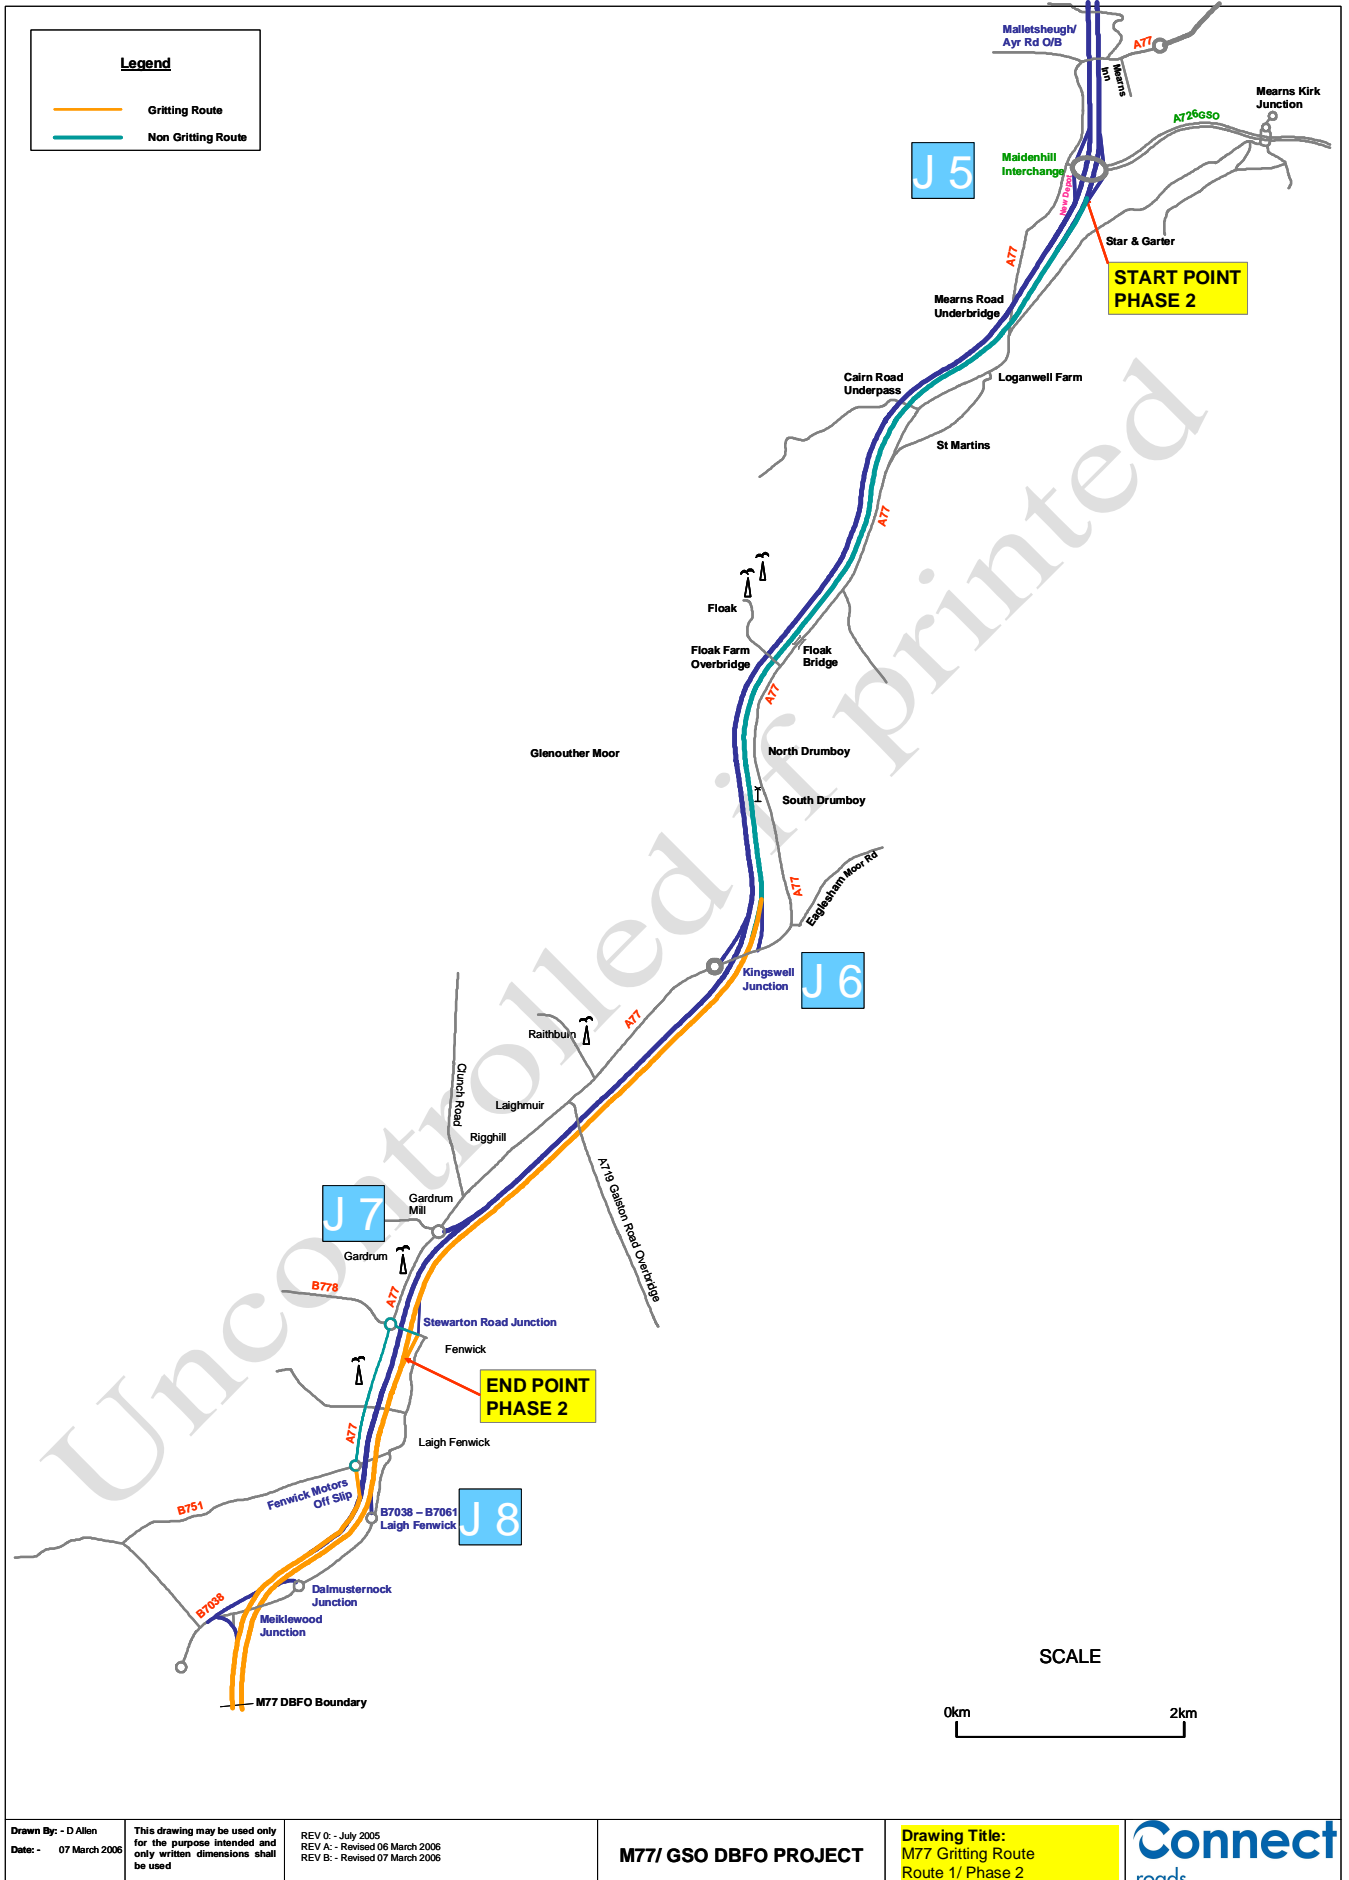 Legend
Gritting Route
Non Gritting Route
Malletsheugh/
Ayr Rd O/B
A77
Mearns
Inn
Mearns Kirk
Junction
A726GSO
J 5
Maidenhill
Interchange
New Depot
Star & Garter
A77
START POINT
PHASE 2
Mearns Road
Underbridge
Cairn Road
Underpass
Loganwell Farm
St Martins
A77
Floak
Floak Farm
Overbridge
Floak
Bridge
A77
Glenouther Moor
North Drumboy
South Drumboy
A77
Eaglesham Moor Rd
Kingswell
Junction
J 6
A77
Raithburn
Clunch Road
Laighmuir
Rigghill
A719 Galston Road Overbridge
J 7
Gardrum
Mill
Gardrum
B778
A77
Stewarton Road Junction
Fenwick
END POINT
PHASE 2
A77
Laigh Fenwick
Fenwick Motors
Off Slip
B751
B7038 – B7061
Laigh Fenwick
J 8
Dalmusternock
Junction
B7038
Meiklewood
Junction
M77 DBFO Boundary
SCALE
0km 2km
Uncontrolled if printed
Drawn By: - D Allen
Date: - 07 March 2006
This drawing may be used only
for the purpose intended and
only written dimensions shall
be used
REV 0: - July 2005
REV A: - Revised 06 March 2006
REV B: - Revised 07 March 2006
M77/ GSO DBFO PROJECT
Drawing Title:
M77 Gritting Route
Route 1/ Phase 2
Connect
roads